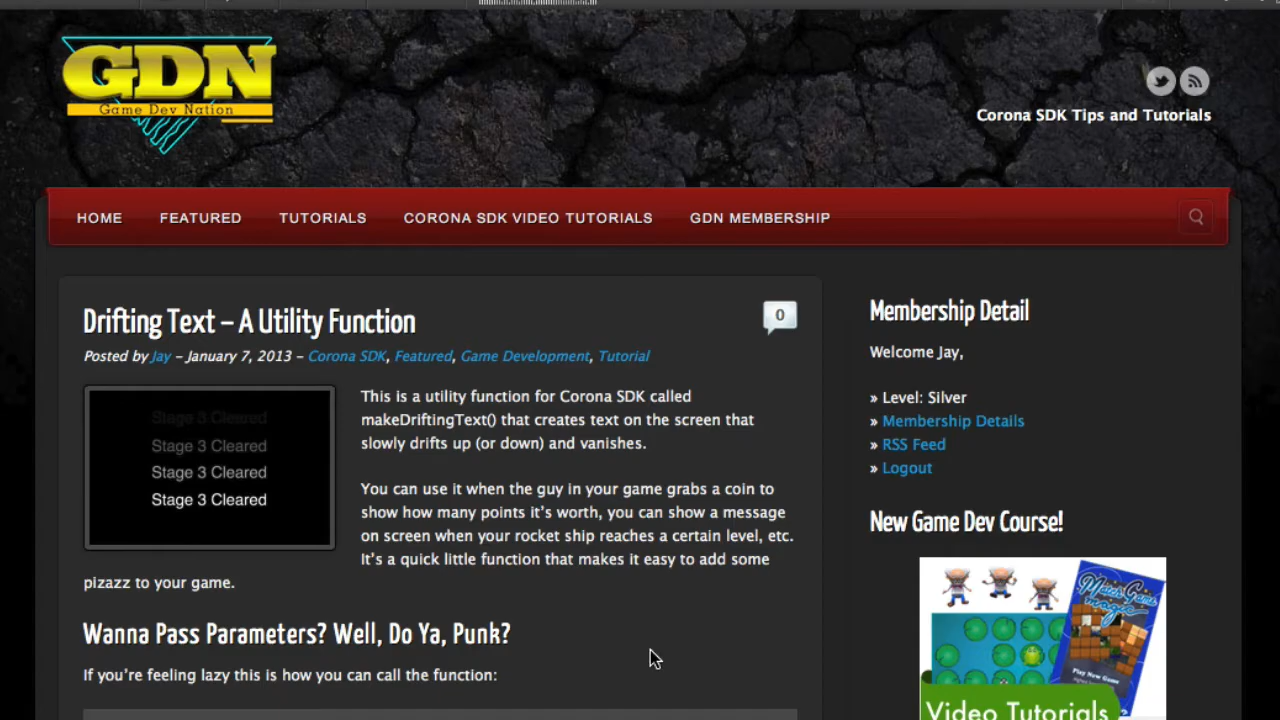 GDN
Game Dev Nation
Corona SDK Tips and Tutorials
HOME FEATURED TUTORIALS CORONA SDK VIDEO TUTORIALS GDN MEMBERSHIP
Drifting Text – A Utility Function
0
Posted by Jay – January 7, 2013 – Corona SDK, Featured, Game Development, Tutorial
Stage 3 Cleared
Stage 3 Cleared
Stage 3 Cleared
Stage 3 Cleared
This is a utility function for Corona SDK called
makeDriftingText() that creates text on the screen that
slowly drifts up (or down) and vanishes.
You can use it when the guy in your game grabs a coin to
show how many points it's worth, you can show a message
on screen when your rocket ship reaches a certain level, etc.
It's a quick little function that makes it easy to add some
pizazz to your game.
Wanna Pass Parameters? Well, Do Ya, Punk?
If you're feeling lazy this is how you can call the function:
Membership Detail
Welcome Jay,
» Level: Silver
» Membership Details
» RSS Feed
» Logout
New Game Dev Course!
Play New Game
Video Tutorials